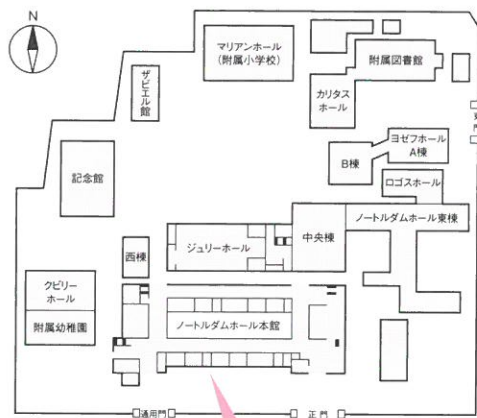 N
マリアンホール
(附属小学校)
附属図書館
ザビエル館
カリタス
ホール
東門
ヨゼフホール
A棟
B棟
記念館
ロゴスホール
ノートルダムホール東棟
中央棟
ジュリーホール
西棟
クピリー
ホール
附属幼稚園
ノートルダムホール本館
通用門
正門